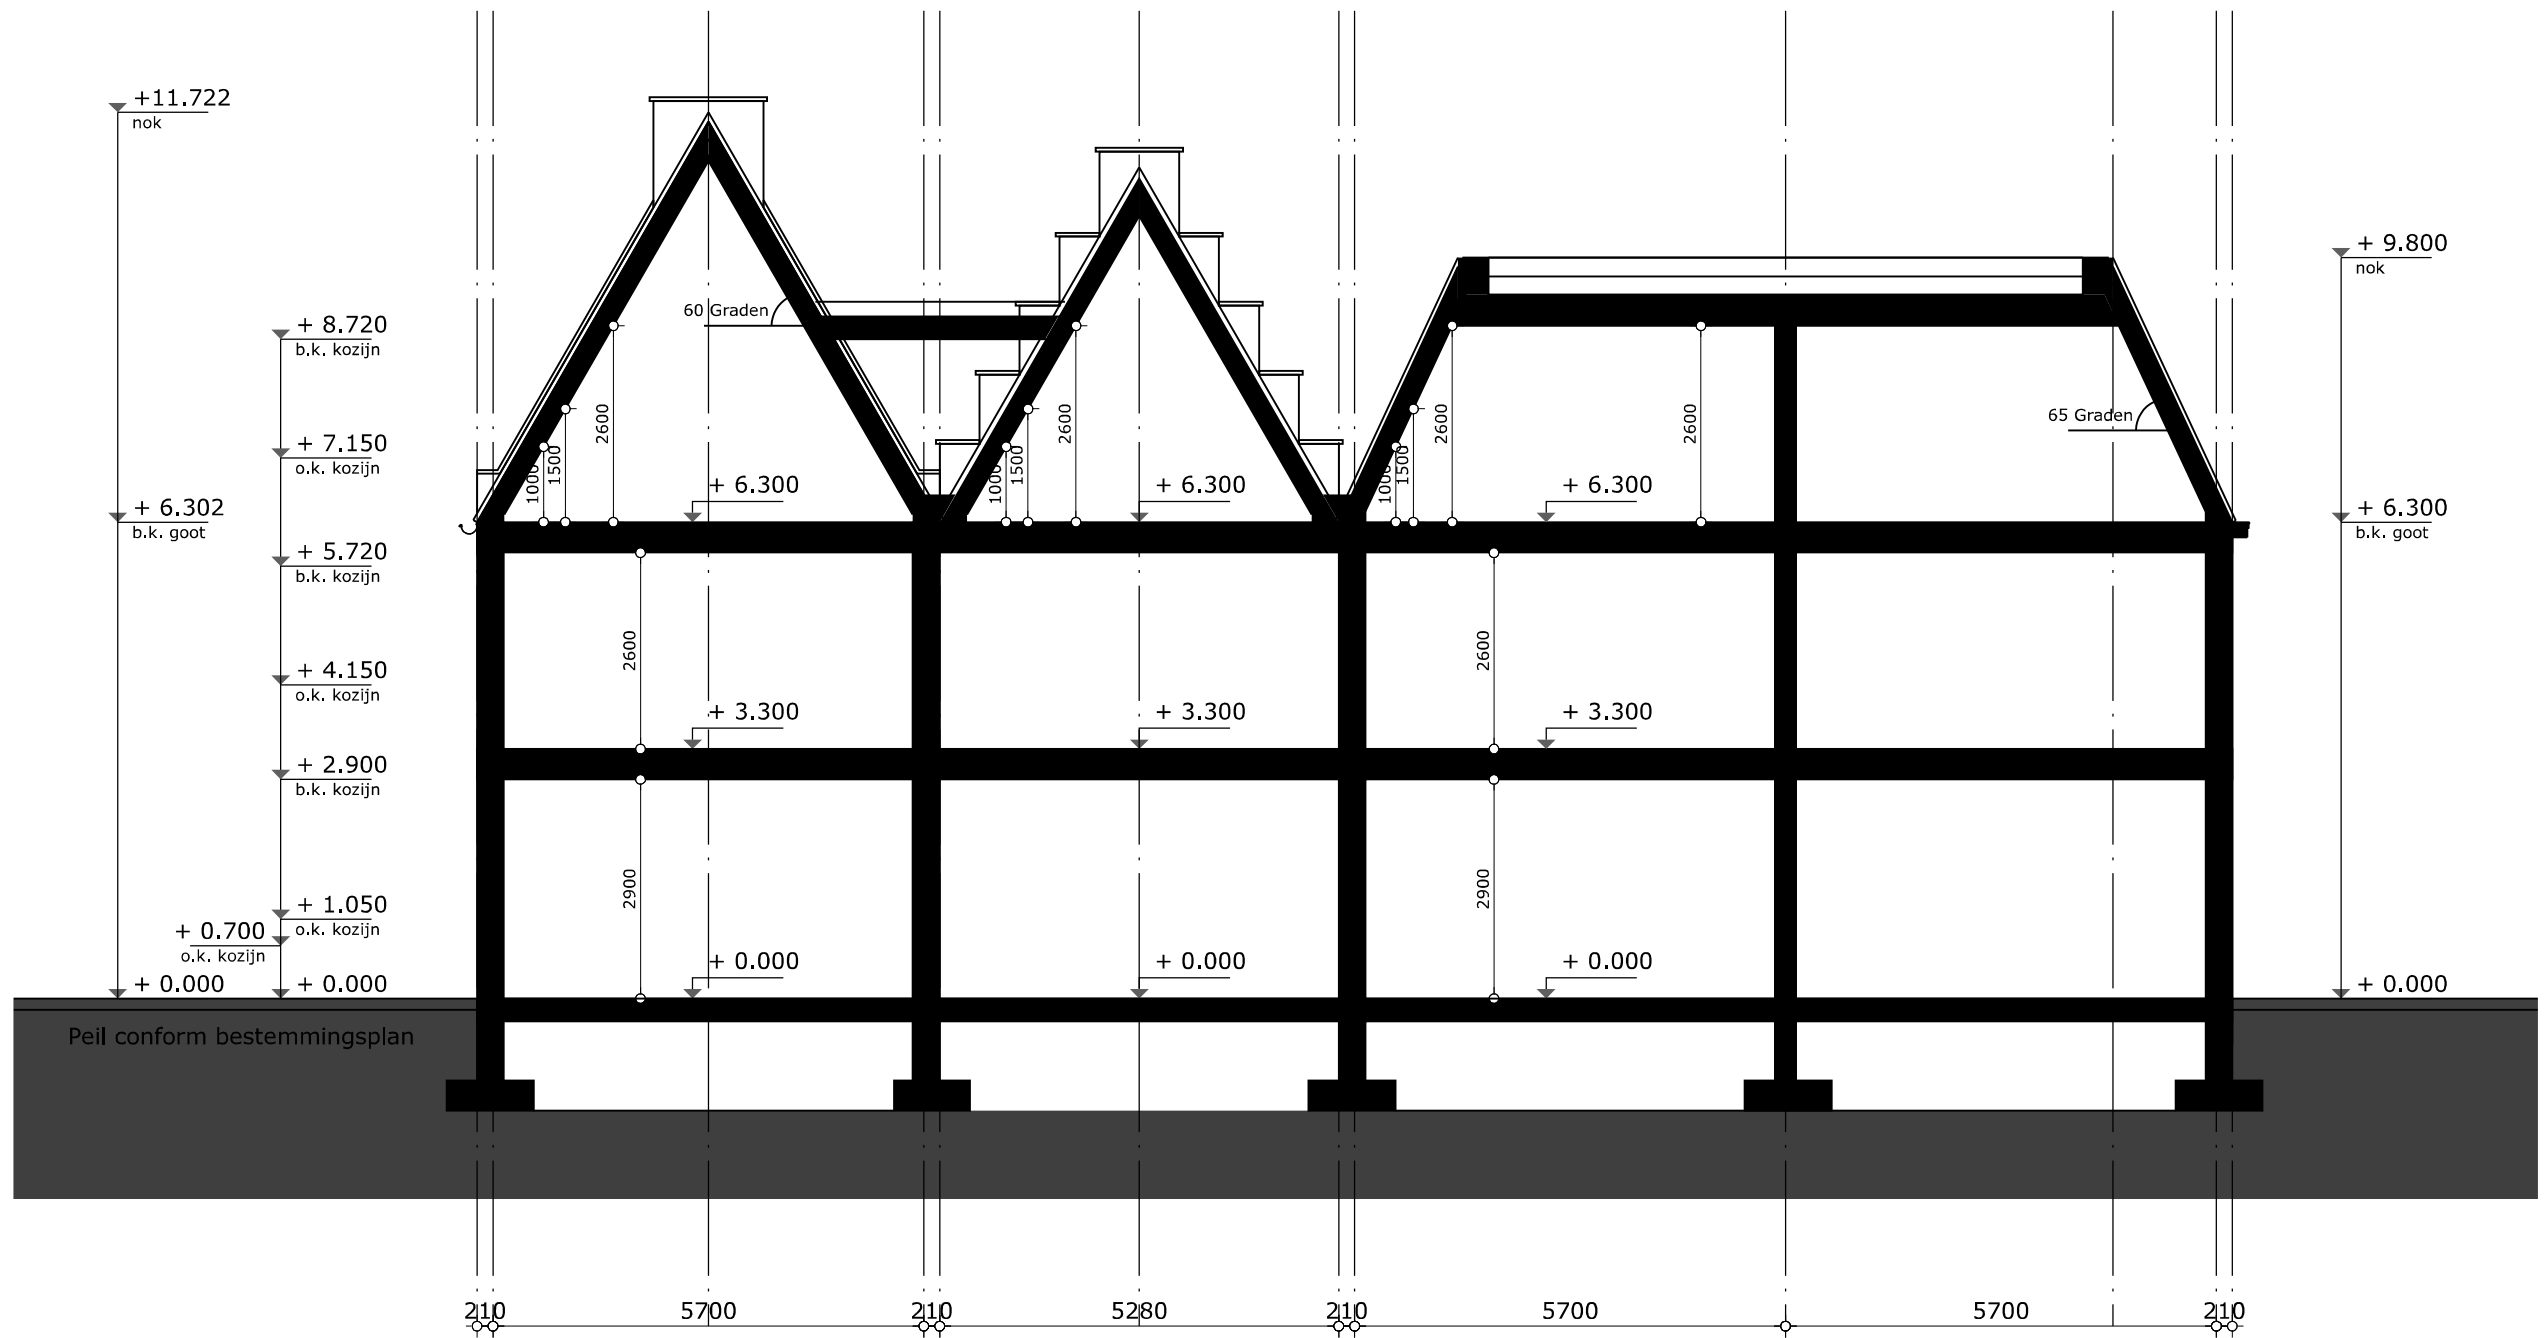 +11.722
nok
+ 9.800
nok
+ 8.720
b.k. kozijn
60 Graden
2600
2600
2600
2600
65 Graden
+ 7.150
o.k. kozijn
1000
1500
1000
1500
1000
1500
+ 6.302
b.k. goot
+ 6.300
+ 6.300
+ 6.300
+ 6.300
b.k. goot
+ 5.720
b.k. kozijn
2600
2600
+ 4.150
o.k. kozijn
+ 3.300
+ 3.300
+ 3.300
+ 2.900
b.k. kozijn
2900
2900
+ 1.050
o.k. kozijn
+ 0.700
o.k. kozijn
+ 0.000
+ 0.000
+ 0.000
+ 0.000
+ 0.000
+ 0.000
Peil conform bestemmingsplan
210 5700 210 5280 210 5700 5700 210